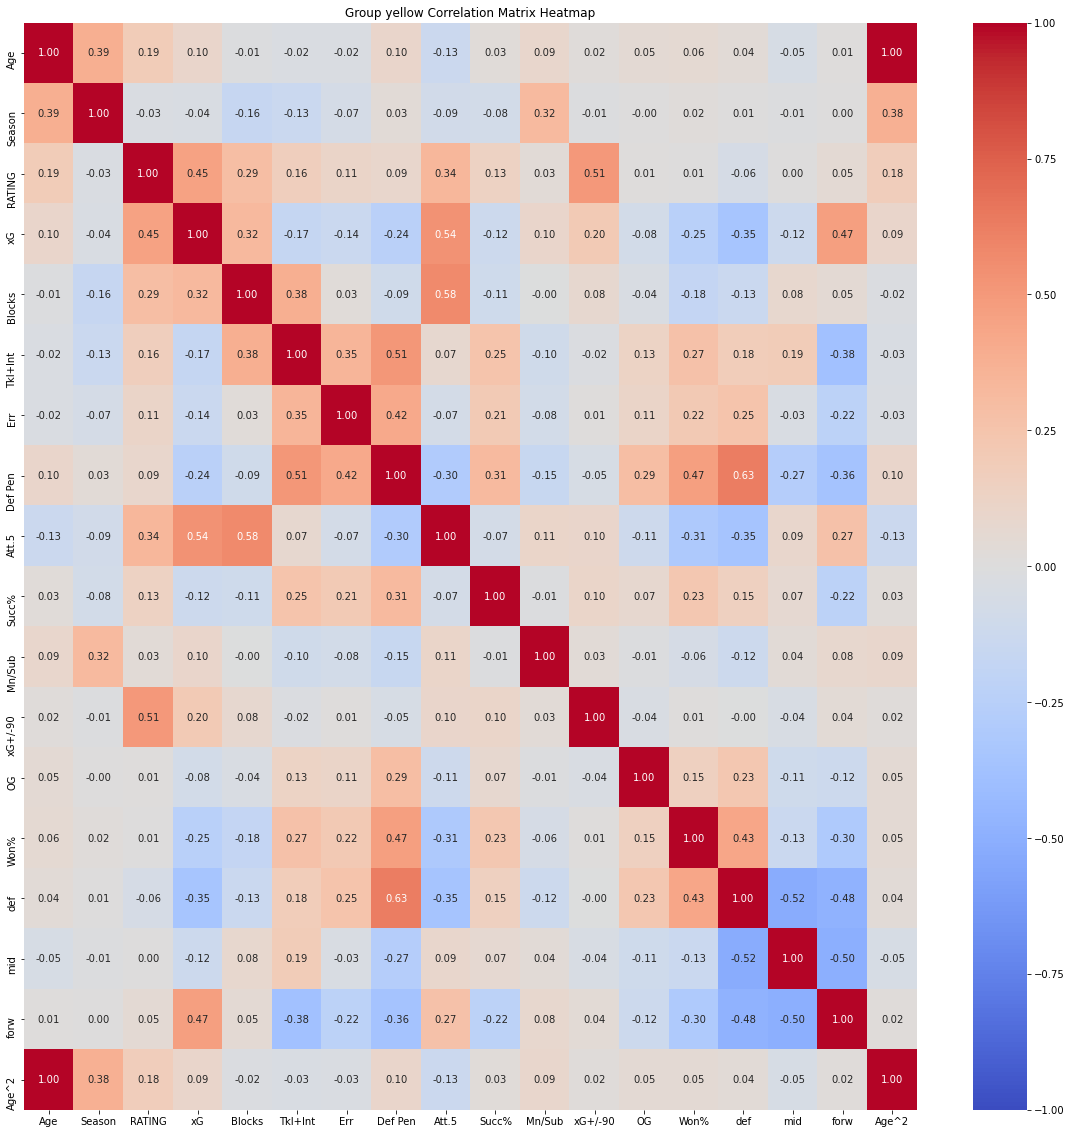 Group yellow Correlation Matrix Heatmap
Age 1.00 0.39 0.19 0.10 -0.01 -0.02 -0.02 0.10 -0.13 0.03 0.09 0.02 0.05 0.06 0.04 -0.05 0.01 1.00
Season 0.39 1.00 -0.03 -0.04 -0.16 -0.13 -0.07 0.03 -0.09 -0.08 0.32 -0.01 -0.00 0.02 0.01 -0.01 0.00 0.38
RATING 0.19 -0.03 1.00 0.45 0.29 0.16 0.11 0.09 0.34 0.13 0.03 0.51 0.01 0.01 -0.06 0.00 0.05 0.18
xG 0.10 -0.04 0.45 1.00 0.32 -0.17 -0.14 -0.24 0.54 -0.12 0.10 0.20 -0.08 -0.25 -0.35 -0.12 0.47 0.09
Blocks -0.01 -0.16 0.29 0.32 1.00 0.38 0.03 -0.09 0.58 -0.11 -0.00 0.08 -0.04 -0.18 -0.13 0.08 0.05 -0.02
Tkl+Int -0.02 -0.13 0.16 -0.17 0.38 1.00 0.35 0.51 0.07 0.25 -0.10 -0.02 0.13 0.27 0.18 0.19 -0.38 -0.03
Err -0.02 -0.07 0.11 -0.14 0.03 0.35 1.00 0.42 -0.07 0.21 -0.08 0.01 0.11 0.22 0.25 -0.03 -0.22 -0.03
Def Pen 0.10 0.03 0.09 -0.24 -0.09 0.51 0.42 1.00 -0.30 0.31 -0.15 -0.05 0.29 0.47 0.63 -0.27 -0.36 0.10
Att.5 -0.13 -0.09 0.34 0.54 0.58 0.07 -0.07 -0.30 1.00 -0.07 0.11 0.10 -0.11 -0.31 -0.35 0.09 0.27 -0.13
Succ% 0.03 -0.08 0.13 -0.12 -0.11 0.25 0.21 0.31 -0.07 1.00 -0.01 0.10 0.07 0.23 0.15 0.07 -0.22 0.03
Mn/Sub 0.09 0.32 0.03 0.10 -0.00 -0.10 -0.08 -0.15 0.11 -0.01 1.00 0.03 -0.01 -0.06 -0.12 0.04 0.08 0.09
xG+/-90 0.02 -0.01 0.51 0.20 0.08 -0.02 0.01 -0.05 0.10 0.10 0.03 1.00 -0.04 0.01 -0.00 -0.04 0.04 0.02
OG 0.05 -0.00 0.01 -0.08 -0.04 0.13 0.11 0.29 -0.11 0.07 -0.01 -0.04 1.00 0.15 0.23 -0.11 -0.12 0.05
Won% 0.06 0.02 0.01 -0.25 -0.18 0.27 0.22 0.47 -0.31 0.23 -0.06 0.01 0.15 1.00 0.43 -0.13 -0.30 0.05
def 0.04 0.01 -0.06 -0.35 -0.13 0.18 0.25 0.63 -0.35 0.15 -0.12 -0.00 0.23 0.43 1.00 -0.52 -0.48 0.04
mid -0.05 -0.01 0.00 -0.12 0.08 0.19 -0.03 -0.27 0.09 0.07 0.04 -0.04 -0.11 -0.13 -0.52 1.00 -0.50 -0.05
forw 0.01 0.00 0.05 0.47 0.05 -0.38 -0.22 -0.36 0.27 -0.22 0.08 0.04 -0.12 -0.30 -0.48 -0.50 1.00 0.02
Age^2 1.00 0.38 0.18 0.09 -0.02 -0.03 -0.03 0.10 -0.13 0.03 0.09 0.02 0.05 0.05 0.04 -0.05 0.02 1.00
Age Season RATING xG Blocks Tkl+Int Err Def Pen Att.5 Succ% Mn/Sub xG+/-90 OG Won% def mid forw Age^2
1.00
0.75
0.50
0.25
0.00
−0.25
−0.50
−0.75
−1.00